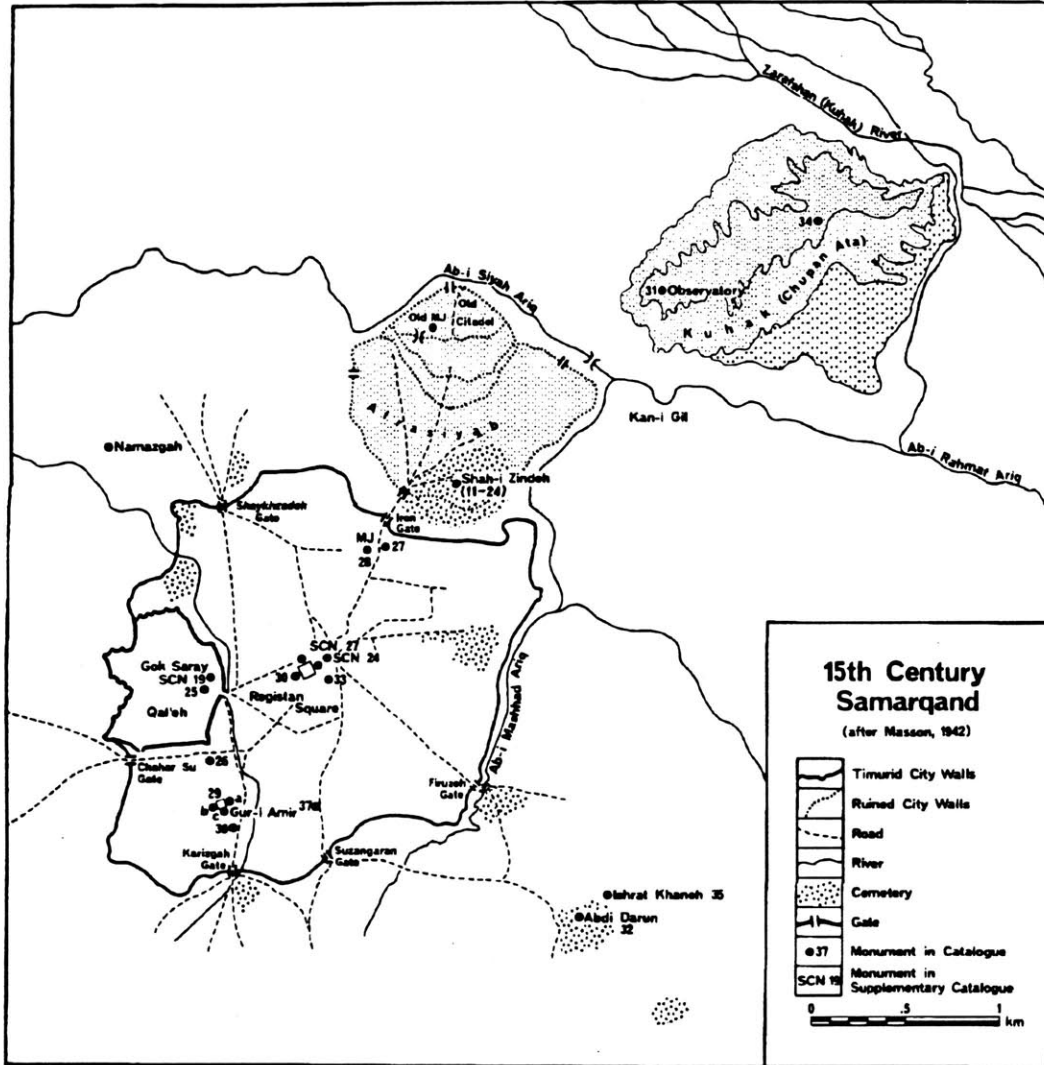 Zarafshan (Kuhak) River
34
31 Observatory
Kuhak (Chupan Ata)
Ab-i Siyah Ariq
Old MJ
Old
Citadel
Afrasiyab
Kan-i Gil
Ab-i Rahmat Ariq
Namazgah
Shah-i Zindeh
(11-24)
Shaykhzadeh
Gate
Iron
Gate
MJ
28
27
SCN 27
SCN 24
30
33
Registan
Square
Gok Saray
SCN 19
25
Qal'eh
Ab-i Mashhad Ariq
Chahar Su
Gate
26
Firuzeh
Gate
29
a
b
c
Gur-i Amir
37
Karizgah
Gate
Suzangaran
Gate
Ishrat Khaneh 35
Abdi Darun
32
15th Century
Samarqand
(after Masson, 1942)
Timurid City Walls
Ruined City Walls
Road
River
Cemetery
Gate
37 Monument in Catalogue
SCN 19 Monument in
Supplementary Catalogue
0 .5 1
km